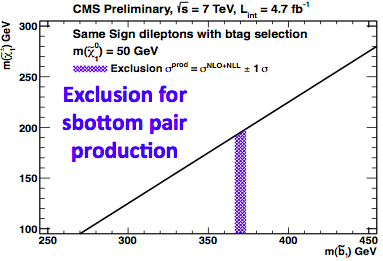 CMS Preliminary, √s = 7 TeV, L_int = 4.7 fb⁻¹
Same Sign dileptons with btag selection
m(χ̃₁⁰) = 50 GeV
Exclusion σ^prod = σ^NLO+NLL ± 1 σ
Exclusion for
sbottom pair
production
m(χ̃₁⁻) GeV
300
250
200
150
100
250
300
350
400
450
m(b̃₁) GeV